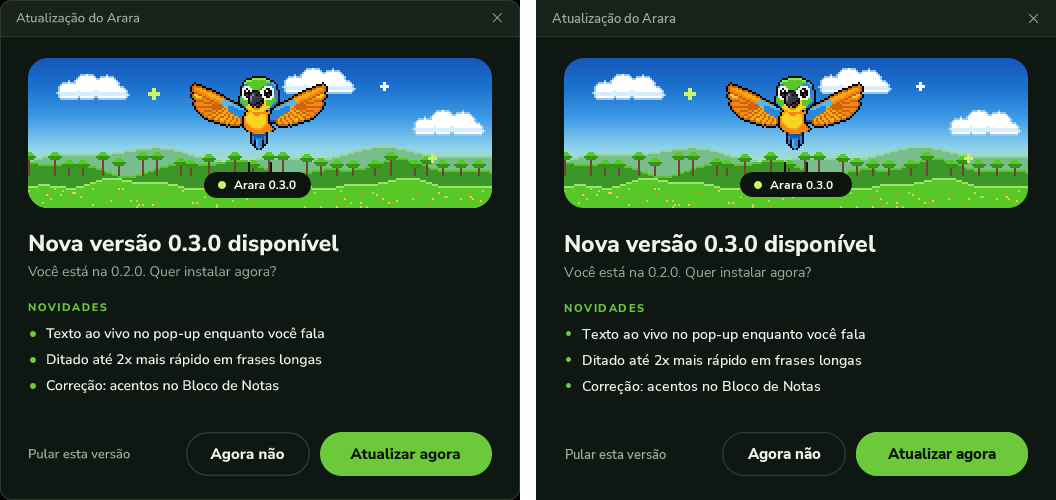 Atualização do Arara
Arara 0.3.0
Nova versão 0.3.0 disponível
Você está na 0.2.0. Quer instalar agora?
NOVIDADES
Texto ao vivo no pop-up enquanto você fala
Ditado até 2x mais rápido em frases longas
Correção: acentos no Bloco de Notas
Pular esta versão
Agora não
Atualizar agora
Atualização do Arara
Arara 0.3.0
Nova versão 0.3.0 disponível
Você está na 0.2.0. Quer instalar agora?
NOVIDADES
Texto ao vivo no pop-up enquanto você fala
Ditado até 2x mais rápido em frases longas
Correção: acentos no Bloco de Notas
Pular esta versão
Agora não
Atualizar agora